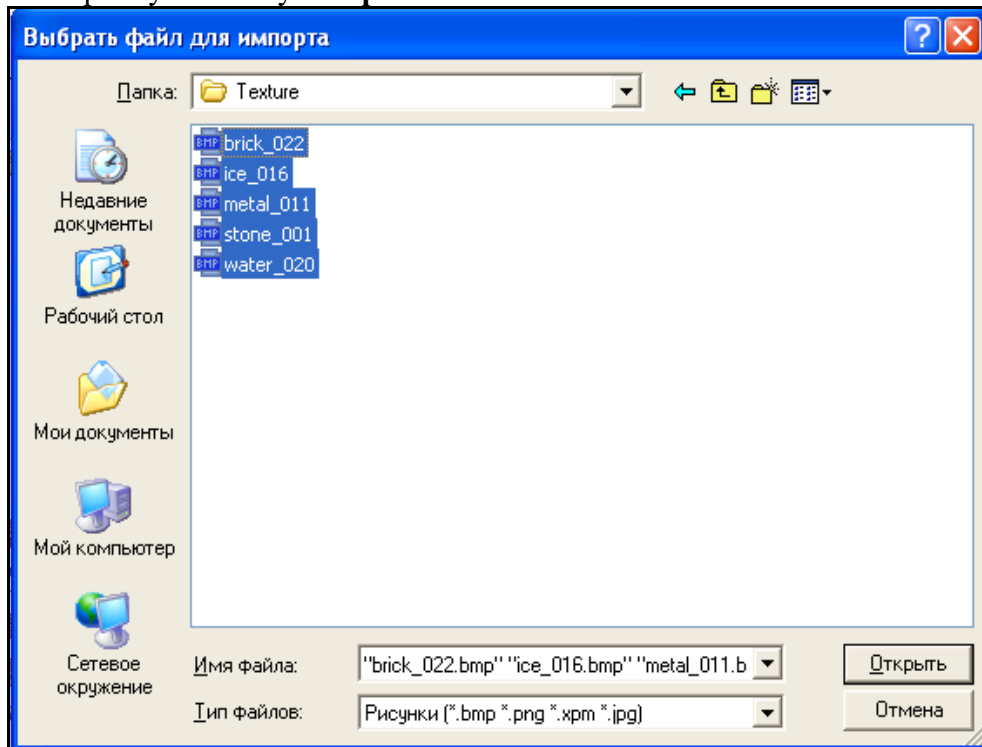 Выбрать файл для импорта
Папка: Texture
brick_022
ice_016
metal_011
stone_001
water_020
Недавние
документы
Рабочий стол
Мои документы
Мой компьютер
Сетевое
окружение
Имя файла: "brick_022.bmp" "ice_016.bmp" "metal_011.b
Открыть
Тип файлов: Рисунки (*.bmp *.png *.xpm *.jpg)
Отмена